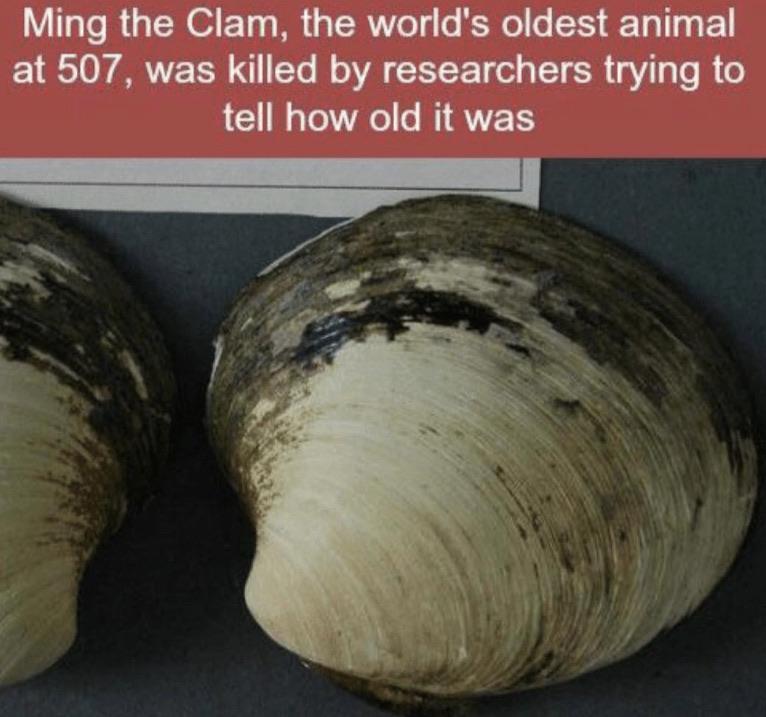 Ming the Clam, the world's oldest animal
at 507, was killed by researchers trying to
tell how old it was